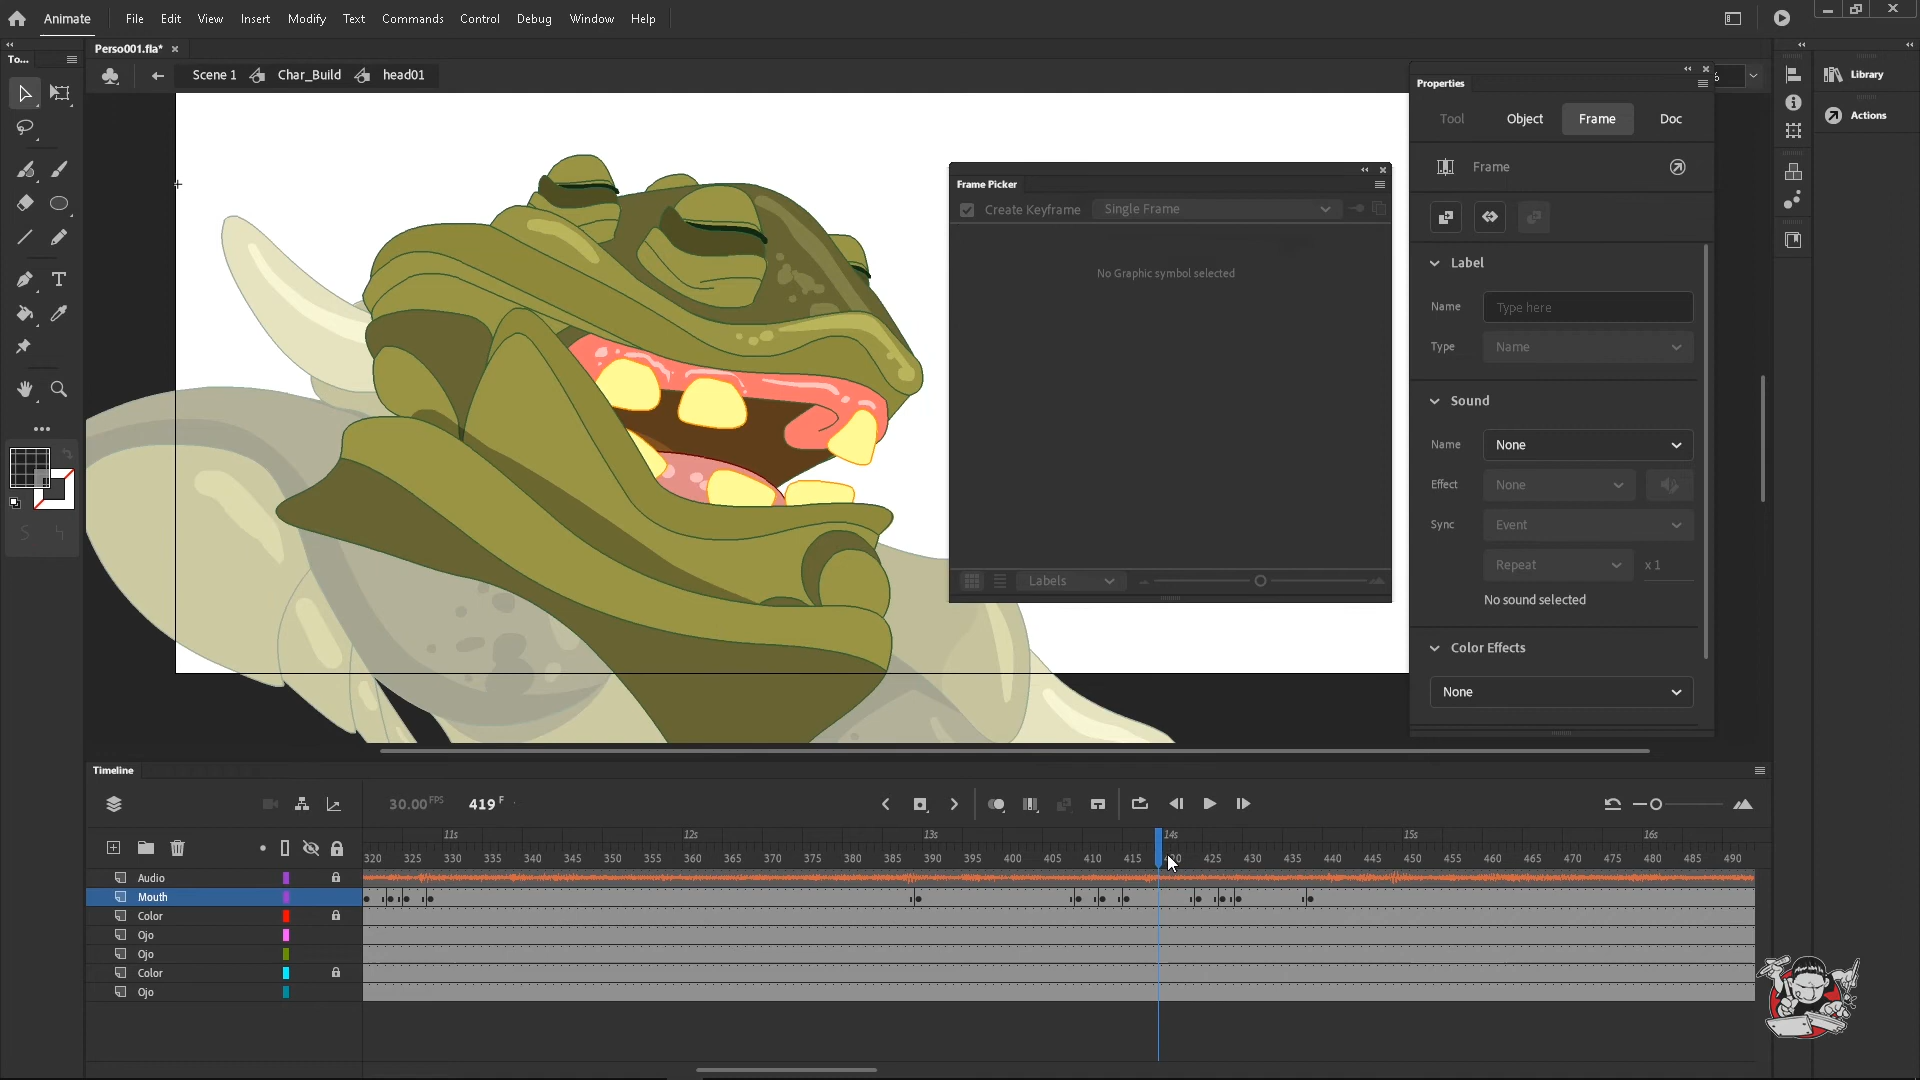 Animate File Edit View Insert Modify Text Commands Control Debug Window Help
Perso001.fla*
To...
Scene 1 Char_Build head01
%
Properties
Tool Object Frame Doc
Frame
Label
Name Type here
Type Name
Sound
Name None
Effect None
Sync Event
Repeat x 1
No sound selected
Color Effects
None
Library
Actions
Frame Picker
Create Keyframe Single Frame
No Graphic symbol selected
Labels
T
Timeline
30.00 FPS 419 F
11s 12s 13s 14s 15s 16s
320 325 330 335 340 345 350 355 360 365 370 375 380 385 390 395 400 405 410 415 420 425 430 435 440 445 450 455 460 465 470 475 480 485 490
Audio
Mouth
Color
Ojo
Ojo
Color
Ojo